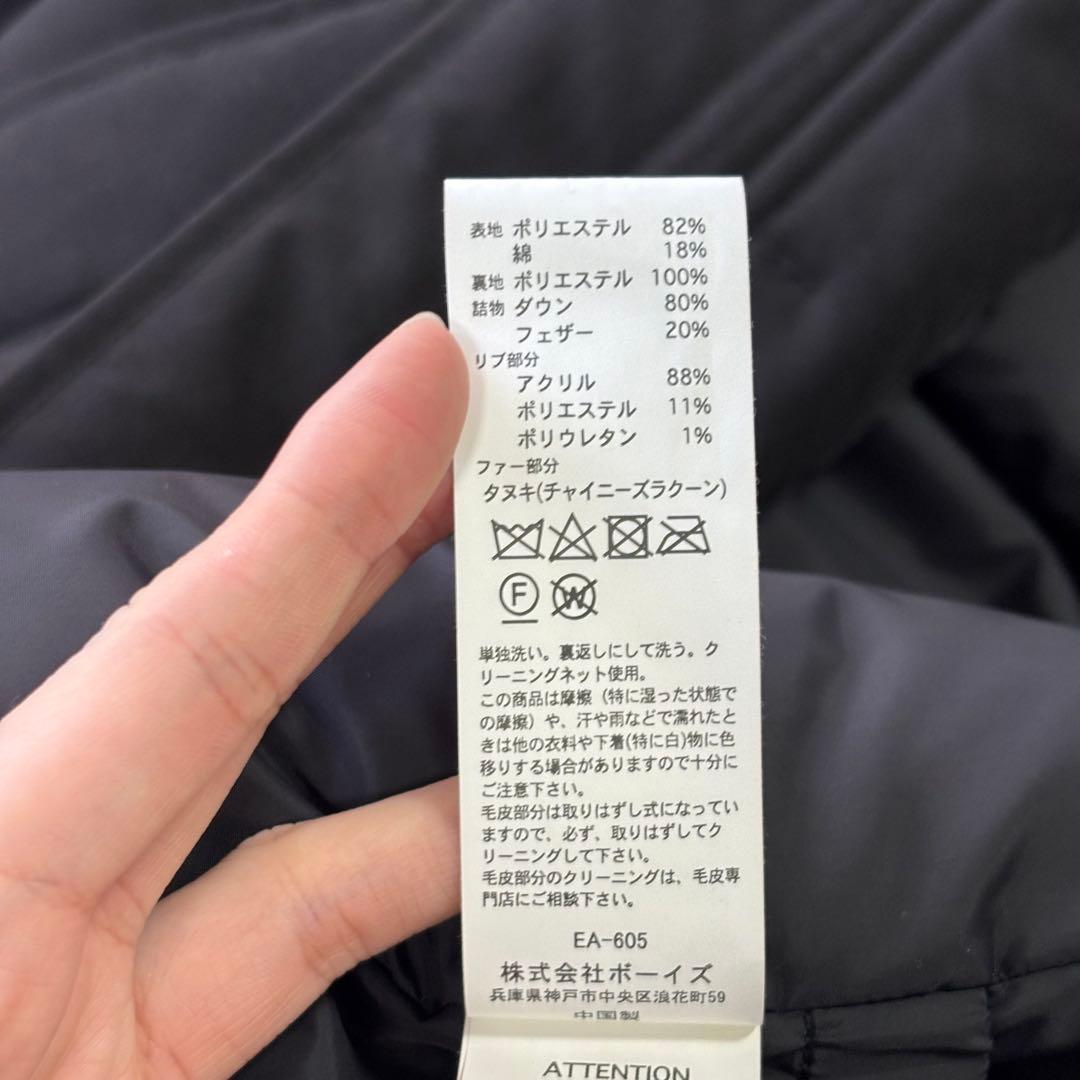 表地 ポリエステル 82%
綿 18%
裏地 ポリエステル 100%
詰物 ダウン 80%
フェザー 20%
リブ部分
アクリル 88%
ポリエステル 11%
ポリウレタン 1%
ファー部分
タヌキ(チャイニーズラクーン)
F W
単独洗い。裏返しにして洗う。ク
リーニングネット使用。
この商品は摩擦（特に湿った状態で
の摩擦）や、汗や雨などで濡れたと
きは他の衣料や下着(特に白)物に色
移りする場合がありますので十分に
ご注意下さい。
毛皮部分は取りはずし式になってい
ますので、必ず、取りはずしてク
リーニングして下さい。
毛皮部分のクリーニングは、毛皮専
門店にご相談下さい。
EA-605
株式会社ボーイズ
兵庫県神戸市中央区浪花町59
中国製
ATTENTION